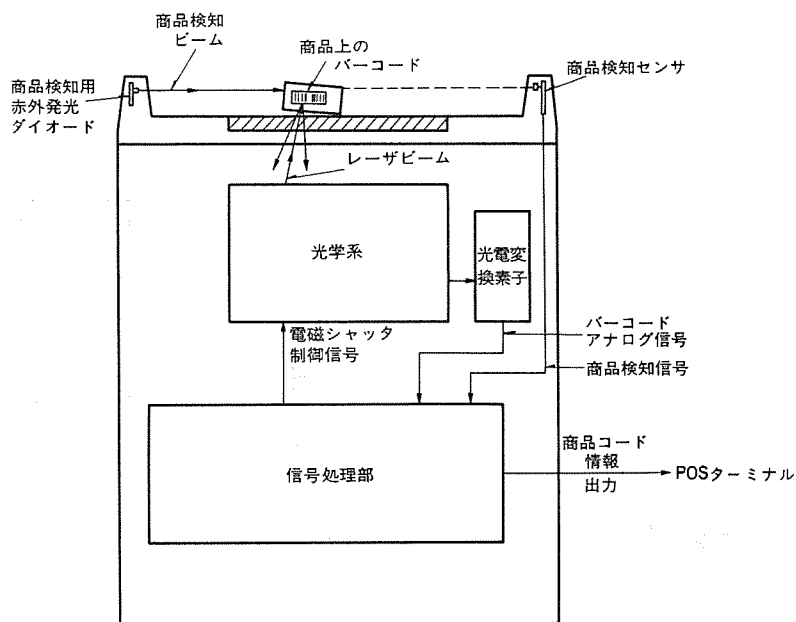 商品検知
ビーム
商品上の
バーコード
商品検知用
赤外発光
ダイオード
商品検知センサ
レーザビーム
光学系
光電変
換素子
電磁シャッタ
制御信号
バーコード
アナログ信号
商品検知信号
信号処理部
商品コード
情報
出力
POSターミナル